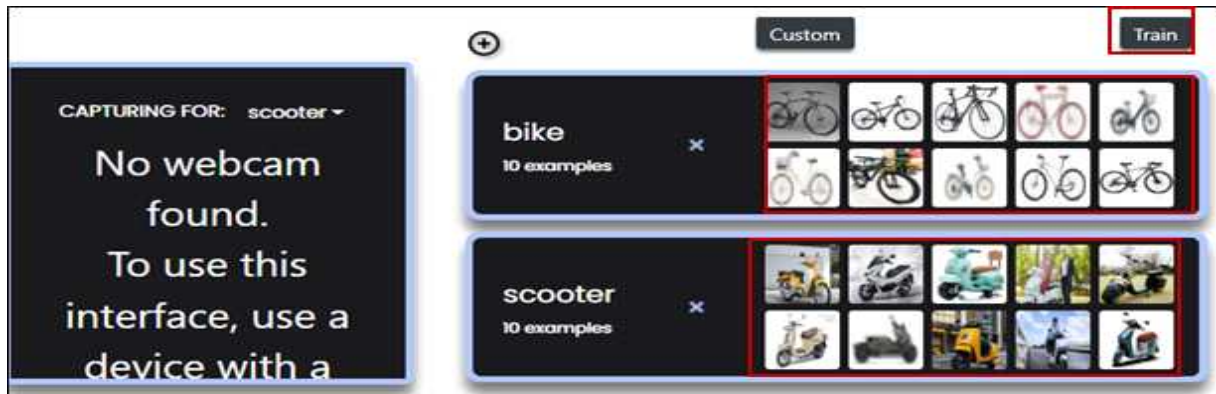 Custom
Train
CAPTURING FOR: scooter
No webcam
found.
To use this
interface, use a
device with a
bike
10 examples
scooter
10 examples